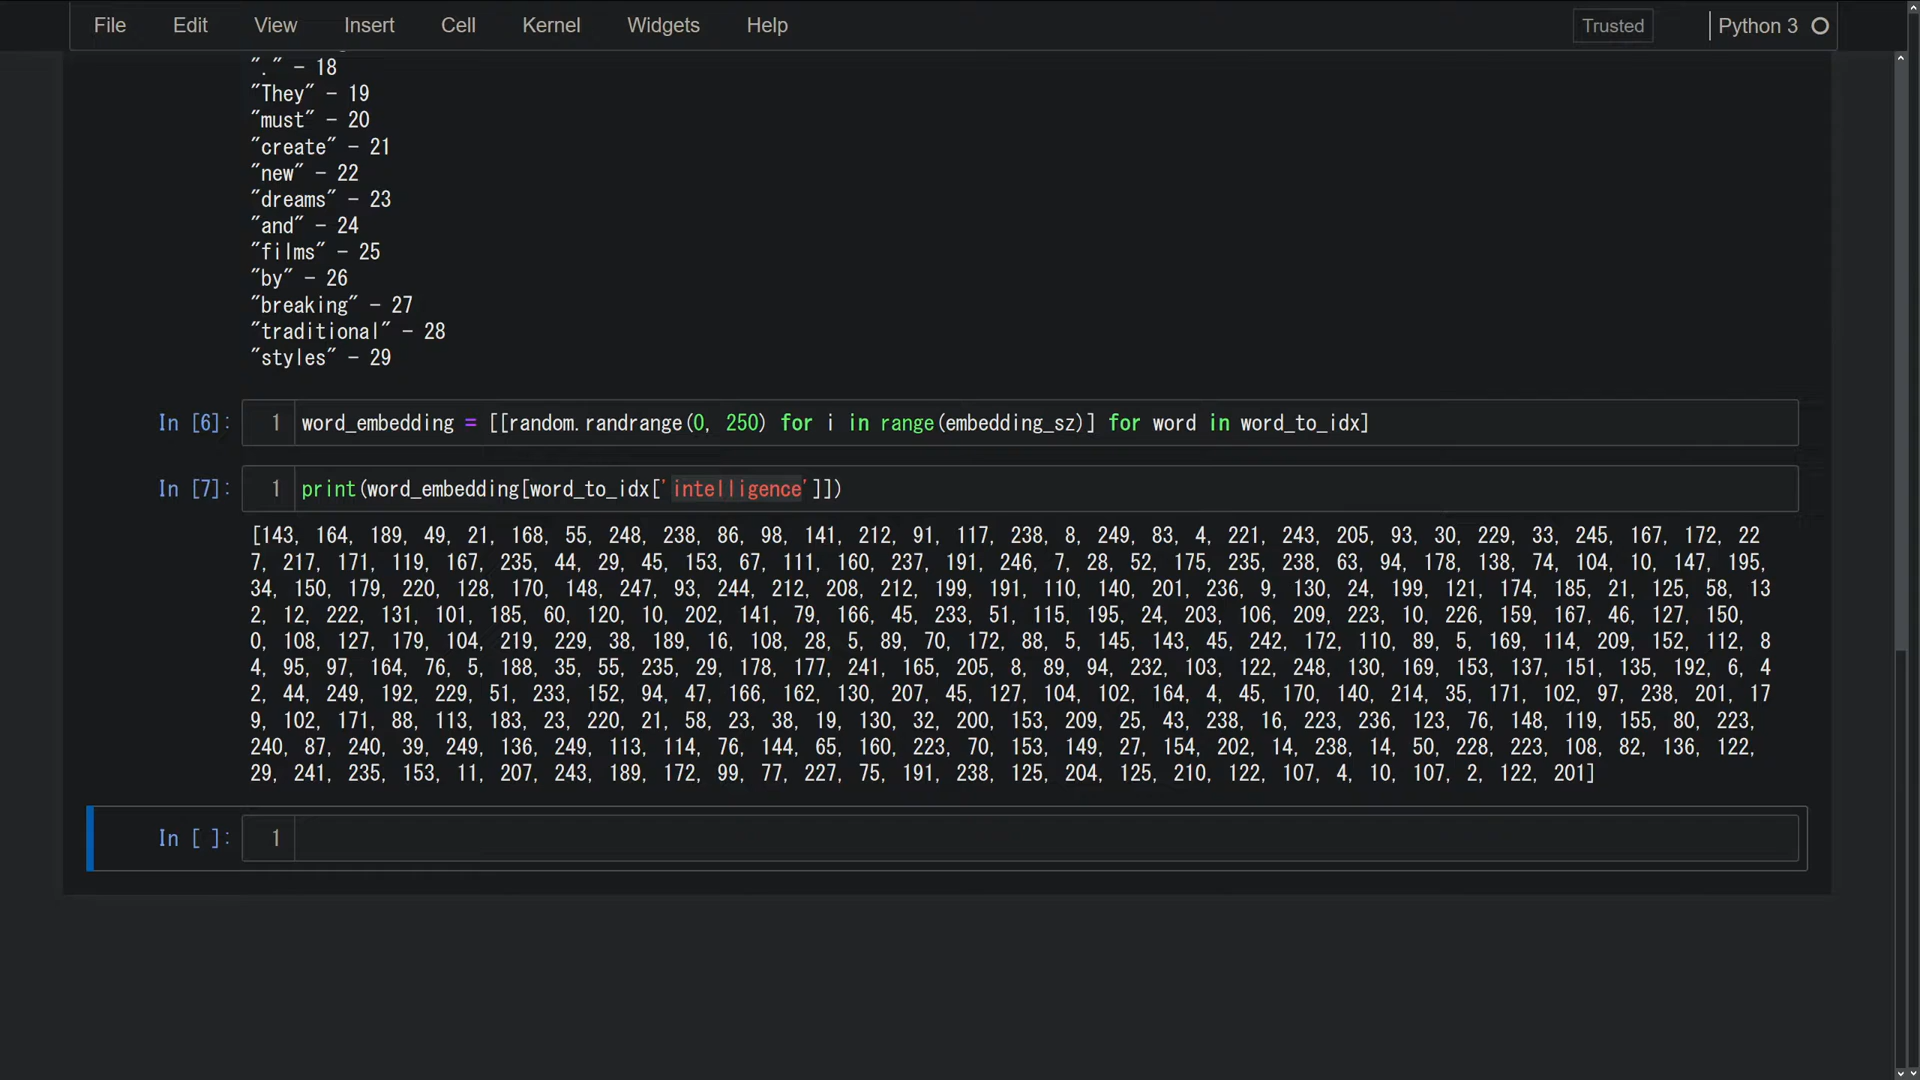 File Edit View Insert Cell Kernel Widgets Help Trusted Python 3
"." - 18
"They" - 19
"must" - 20
"create" - 21
"new" - 22
"dreams" - 23
"and" - 24
"films" - 25
"by" - 26
"breaking" - 27
"traditional" - 28
"styles" - 29
In [6]: 1 word_embedding = [[random.randrange(0, 250) for i in range(embedding_sz)] for word in word_to_idx]
In [7]: 1 print(word_embedding[word_to_idx['intelligence']])
[143, 164, 189, 49, 21, 168, 55, 248, 238, 86, 98, 141, 212, 91, 117, 238, 8, 249, 83, 4, 221, 243, 205, 93, 30, 229, 33, 245, 167, 172, 22
7, 217, 171, 119, 167, 235, 44, 29, 45, 153, 67, 111, 160, 237, 191, 246, 7, 28, 52, 175, 235, 238, 63, 94, 178, 138, 74, 104, 10, 147, 195,
34, 150, 179, 220, 128, 170, 148, 247, 93, 244, 212, 208, 212, 199, 191, 110, 140, 201, 236, 9, 130, 24, 199, 121, 174, 185, 21, 125, 58, 13
2, 12, 222, 131, 101, 185, 60, 120, 10, 202, 141, 79, 166, 45, 233, 51, 115, 195, 24, 203, 106, 209, 223, 10, 226, 159, 167, 46, 127, 150,
0, 108, 127, 179, 104, 219, 229, 38, 189, 16, 108, 28, 5, 89, 70, 172, 88, 5, 145, 143, 45, 242, 172, 110, 89, 5, 169, 114, 209, 152, 112, 8
4, 95, 97, 164, 76, 5, 188, 35, 55, 235, 29, 178, 177, 241, 165, 205, 8, 89, 94, 232, 103, 122, 248, 130, 169, 153, 137, 151, 135, 192, 6, 4
2, 44, 249, 192, 229, 51, 233, 152, 94, 47, 166, 162, 130, 207, 45, 127, 104, 102, 164, 4, 45, 170, 140, 214, 35, 171, 102, 97, 238, 201, 17
9, 102, 171, 88, 113, 183, 23, 220, 21, 58, 23, 38, 19, 130, 32, 200, 153, 209, 25, 43, 238, 16, 223, 236, 123, 76, 148, 119, 155, 80, 223,
240, 87, 240, 39, 249, 136, 249, 113, 114, 76, 144, 65, 160, 223, 70, 153, 149, 27, 154, 202, 14, 238, 14, 50, 228, 223, 108, 82, 136, 122,
29, 241, 235, 153, 11, 207, 243, 189, 172, 99, 77, 227, 75, 191, 238, 125, 204, 125, 210, 122, 107, 4, 10, 107, 2, 122, 201]
In [ ]: 1